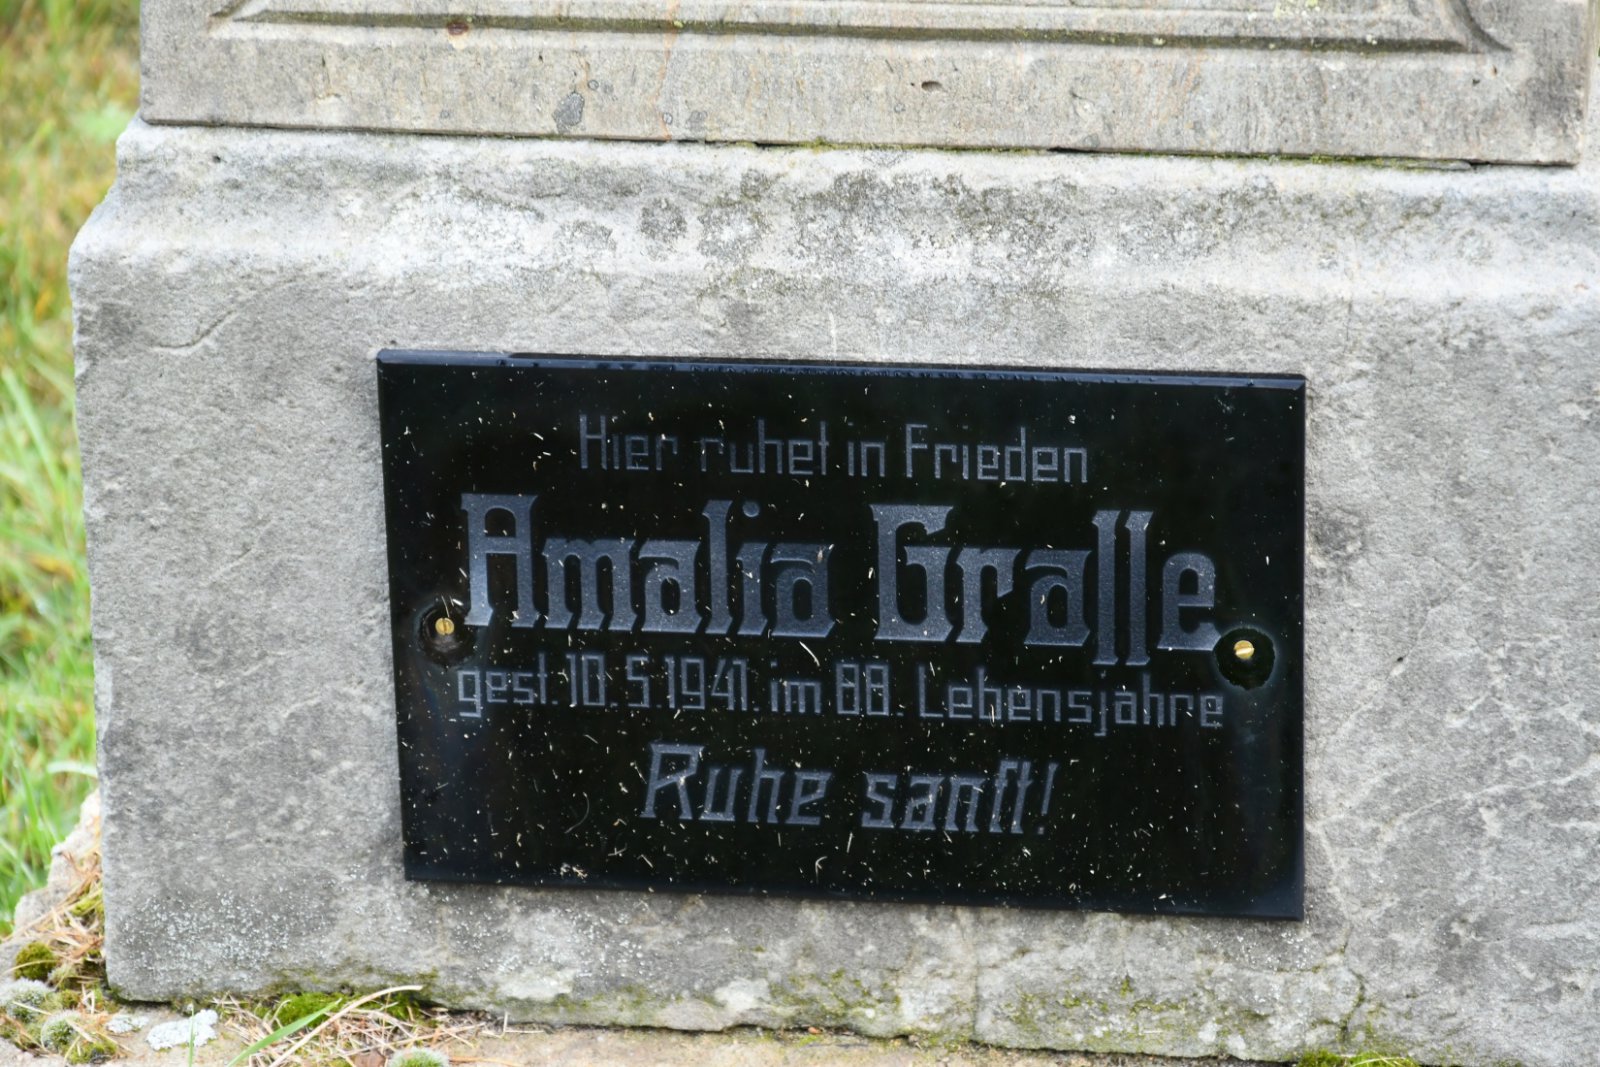 Hier ruhet in Frieden
Amalia Gralle
gest. 10. 5. 1941. im 88. Lebensjahre
Ruhe sanft!